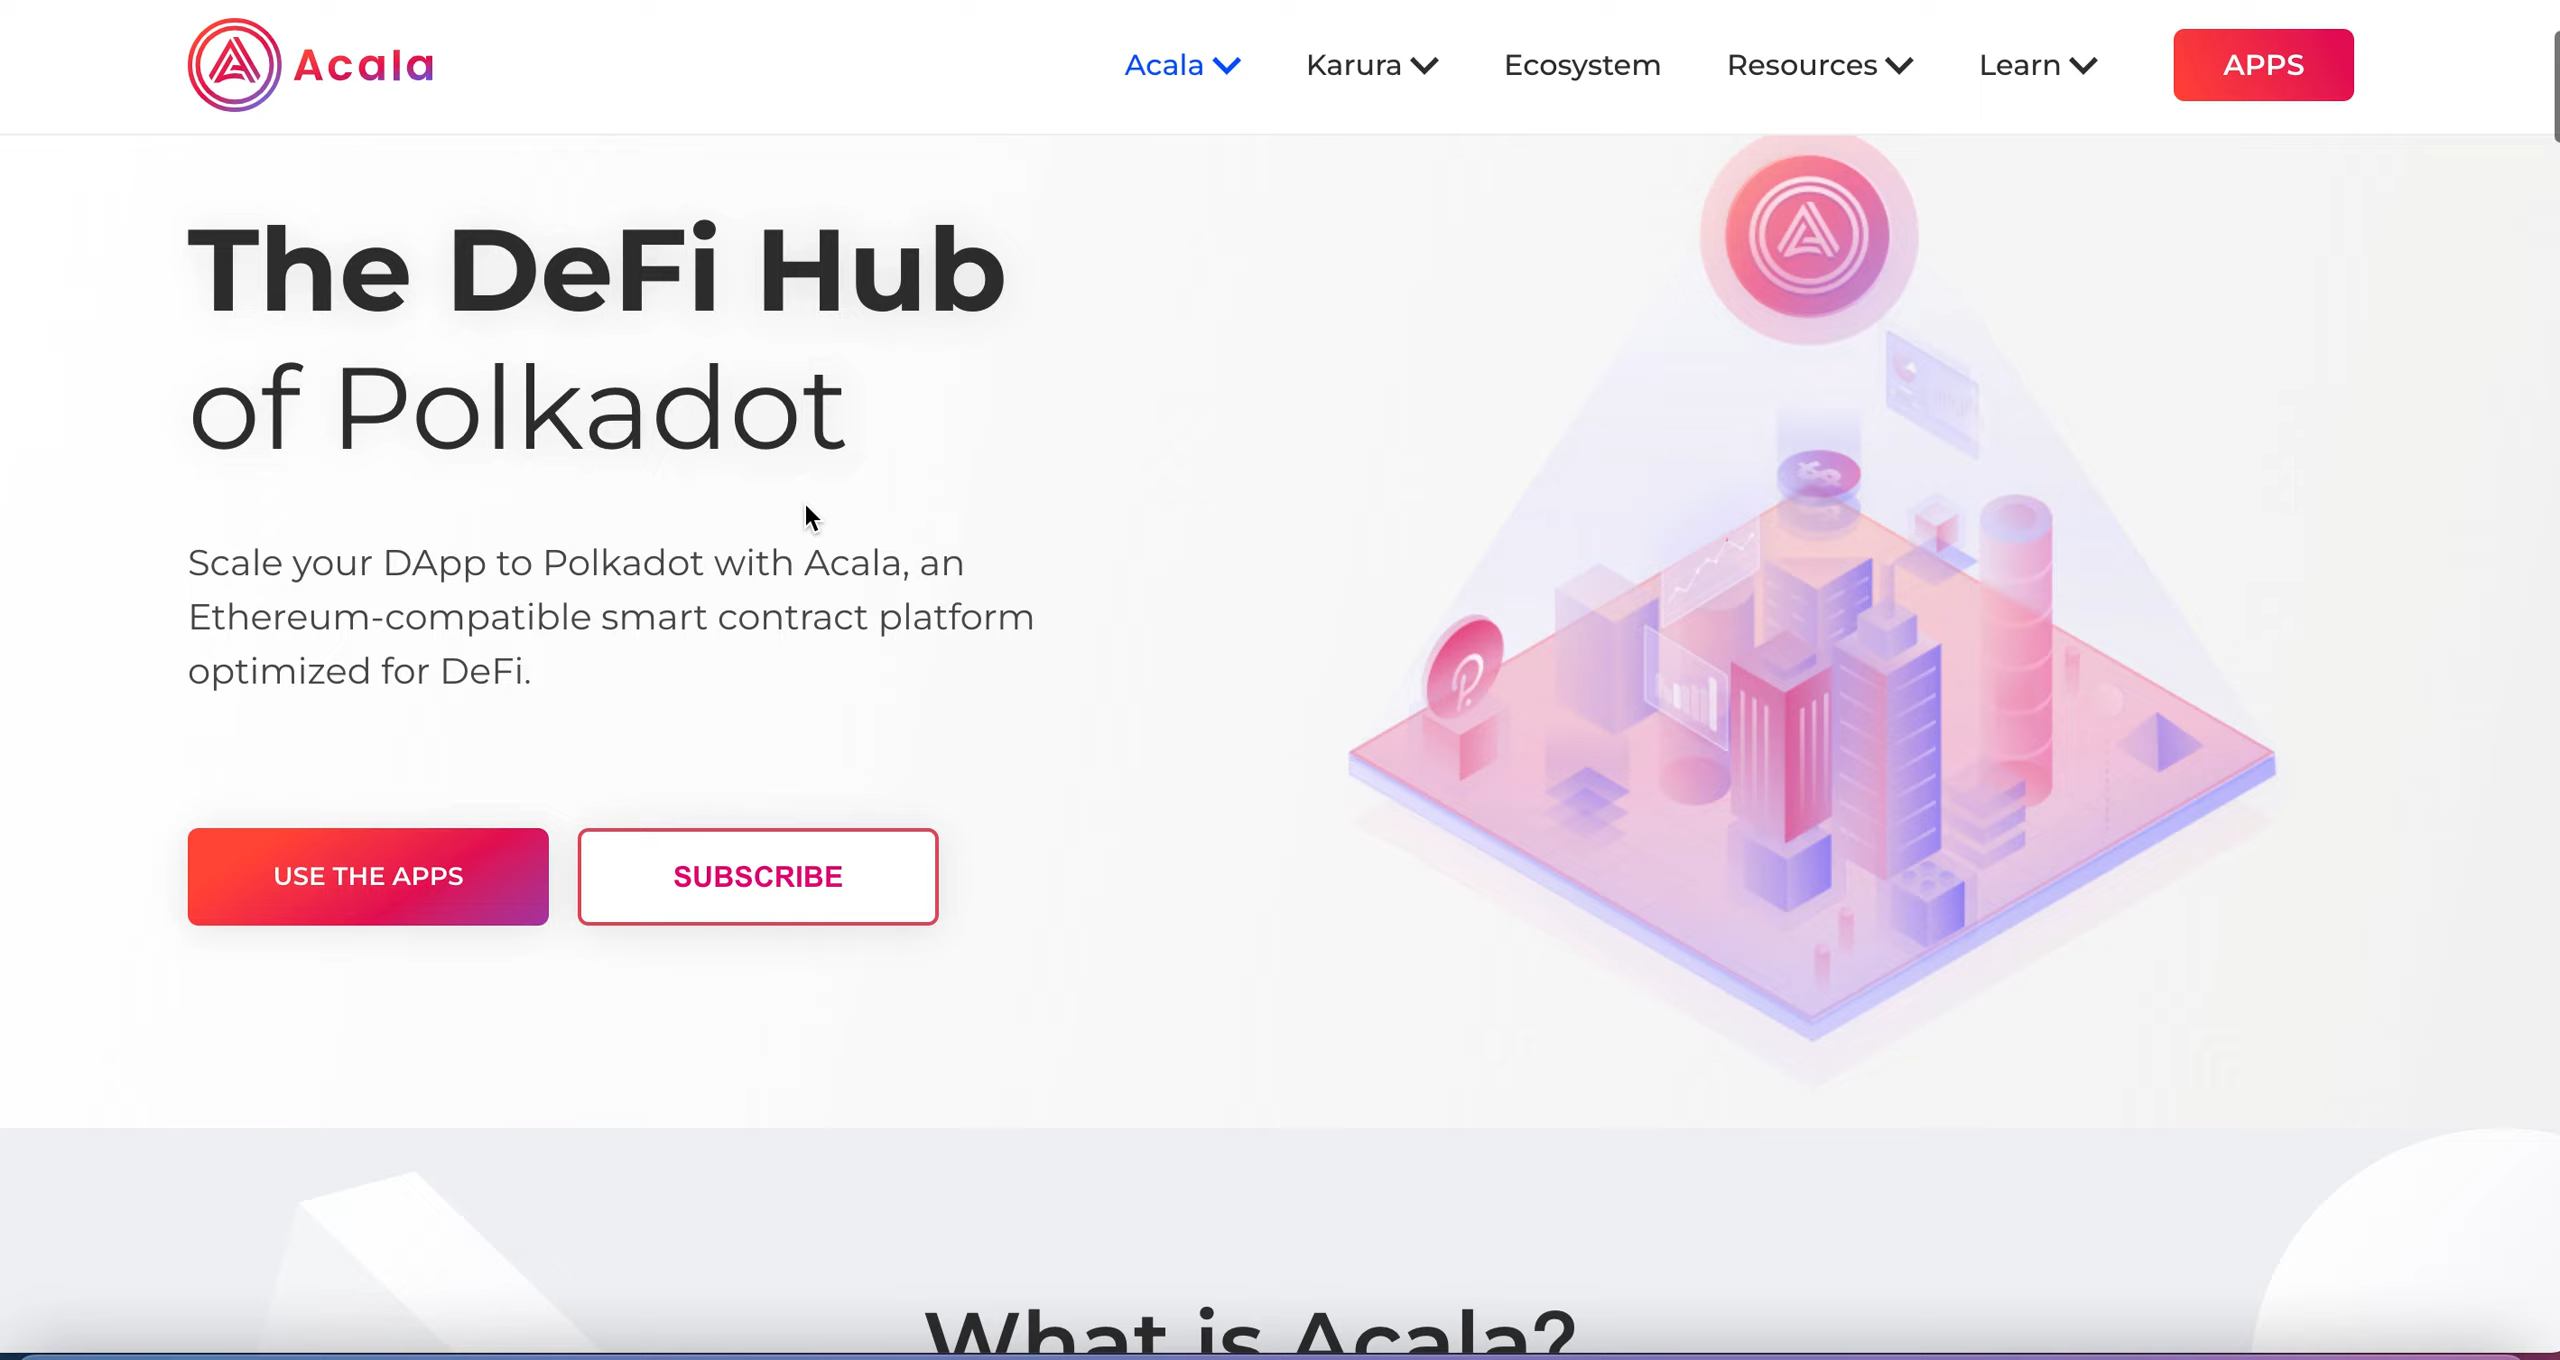 Acala
Acala
Karura
Ecosystem
Resources
Learn
APPS
The DeFi Hub
of Polkadot
Scale your DApp to Polkadot with Acala, an
Ethereum-compatible smart contract platform
optimized for DeFi.
USE THE APPS
SUBSCRIBE
What is Acala?